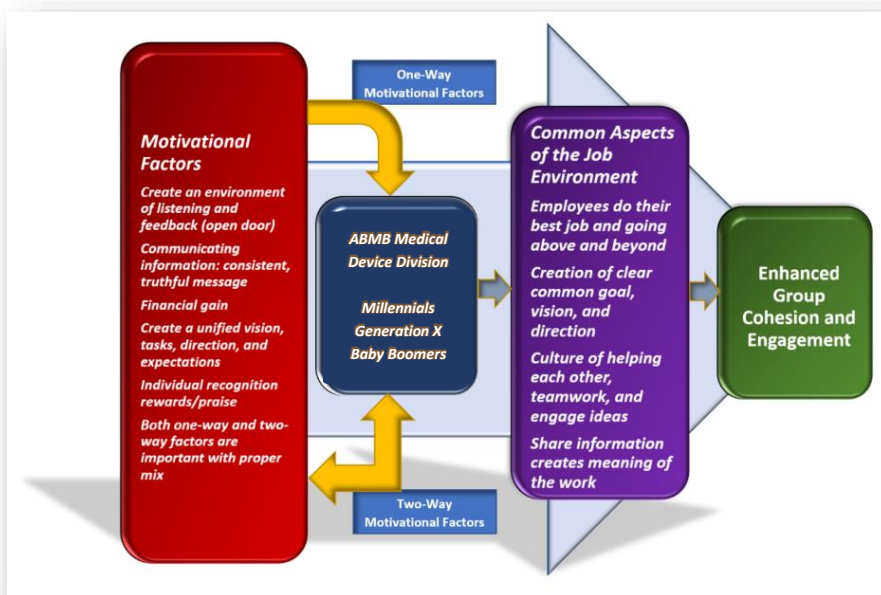 Motivational
Factors
Create an environment
of listening and
feedback (open door)
Communicating
information: consistent,
truthful message
Financial gain
Create a unified vision,
tasks, direction, and
expectations
Individual recognition
rewards/praise
Both one-way and two-
way factors are
important with proper
mix
One-Way
Motivational Factors
ABMB Medical
Device Division
Millennials
Generation X
Baby Boomers
Two-Way
Motivational Factors
Common Aspects
of the Job
Environment
Employees do their
best job and going
above and beyond
Creation of clear
common goal,
vision, and
direction
Culture of helping
each other,
teamwork, and
engage ideas
Share information
creates meaning of
the work
Enhanced
Group
Cohesion and
Engagement